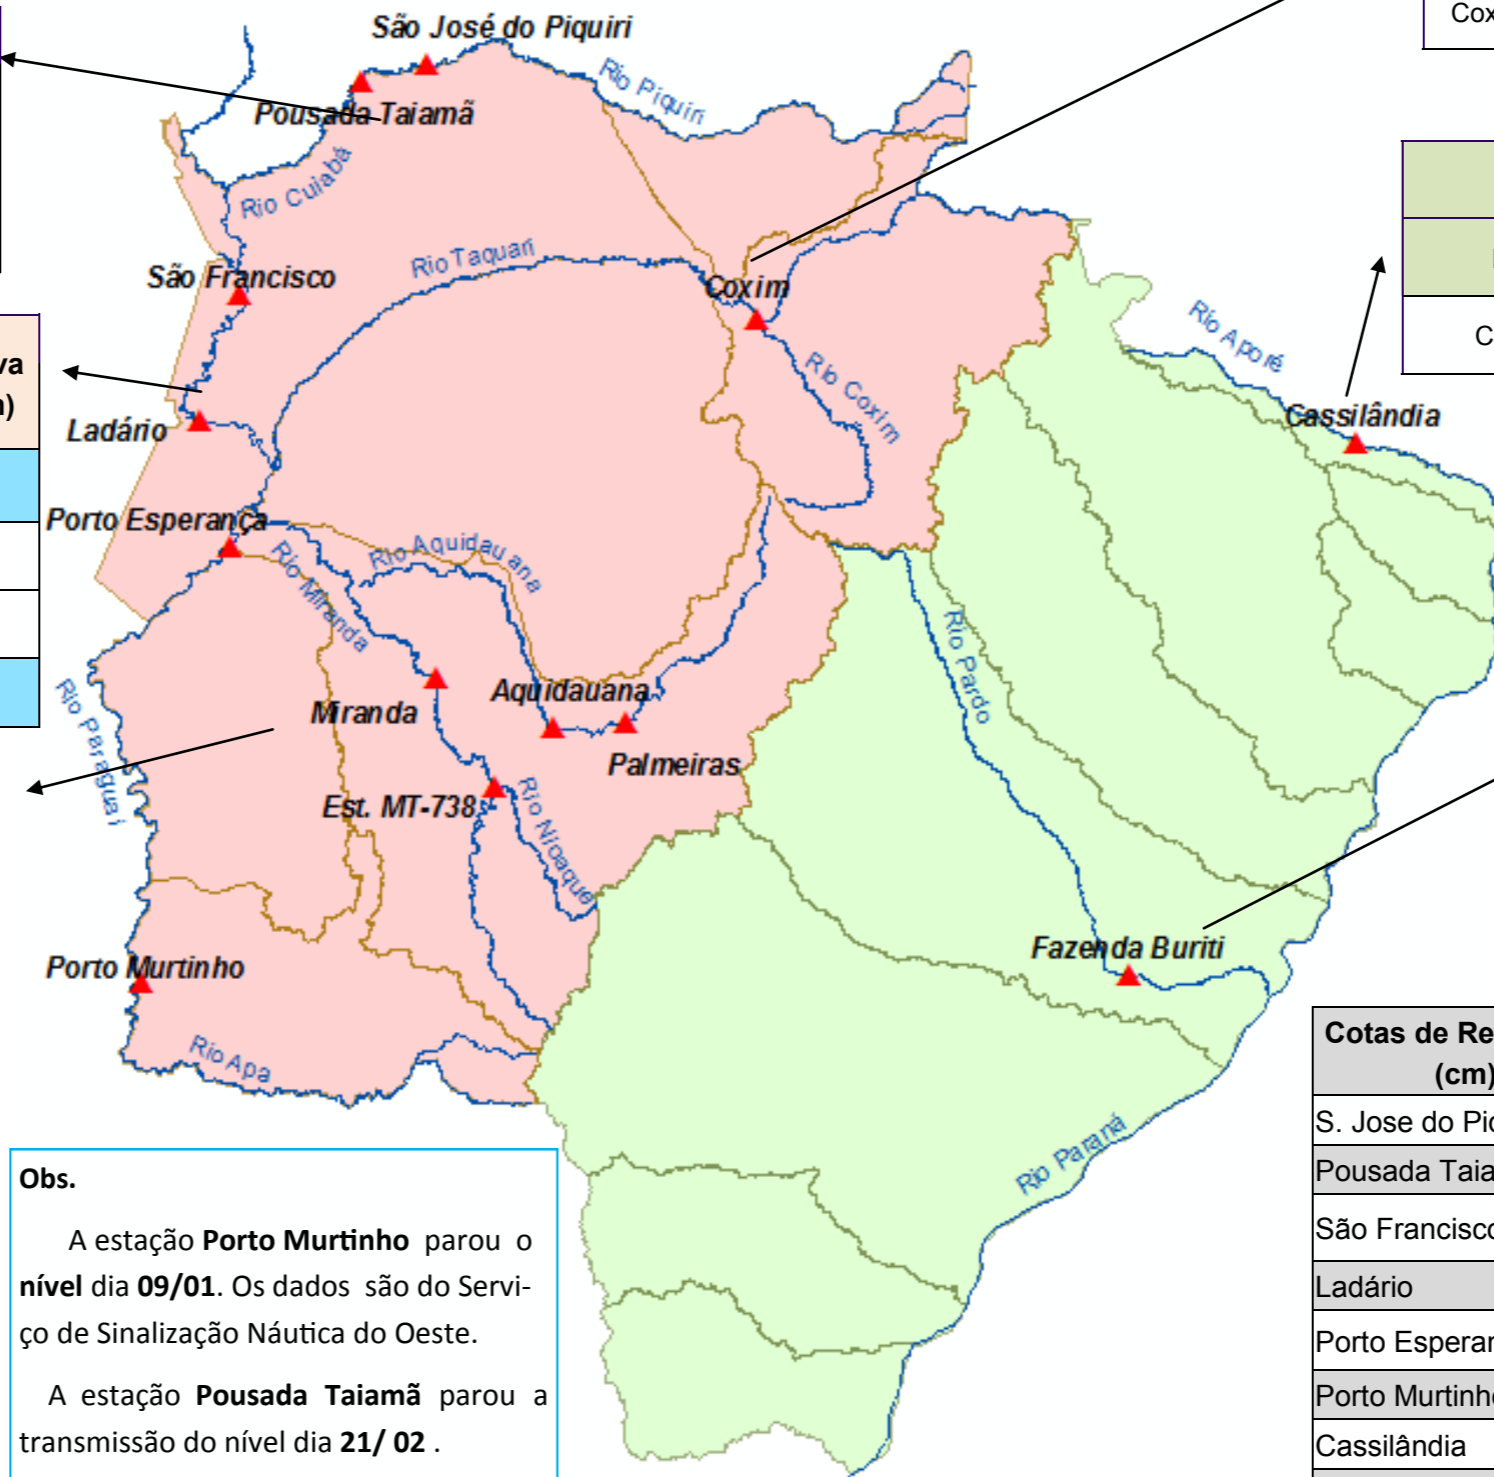 São José do Piquiri
Cox
Rio Piquiri
Pousada Taiamã
Rio Cuiabá
Rio Taquari
São Francisco
Coxim
Rio Aporé
va
)
C
Rio Coxim
Cassilândia
Ladário
Porto Esperança
Rio Miranda
Rio Aquidauana
Rio Pardo
Rio Paraguai
Miranda
Aquidauana
Palmeiras
Est. MT-738
Rio Nioaque
Fazenda Buriti
Porto Murtinho
Rio Apa
Rio Paraná
Cotas de Re
(cm)
S. Jose do Pi
Pousada Taia
São Francisco
Ladário
Porto Esperan
Porto Murtinho
Cassilândia
Obs.
A estação Porto Murtinho parou o
nível dia 09/01. Os dados são do Servi-
ço de Sinalização Náutica do Oeste.
A estação Pousada Taiamã parou a
transmissão do nível dia 21/ 02 .